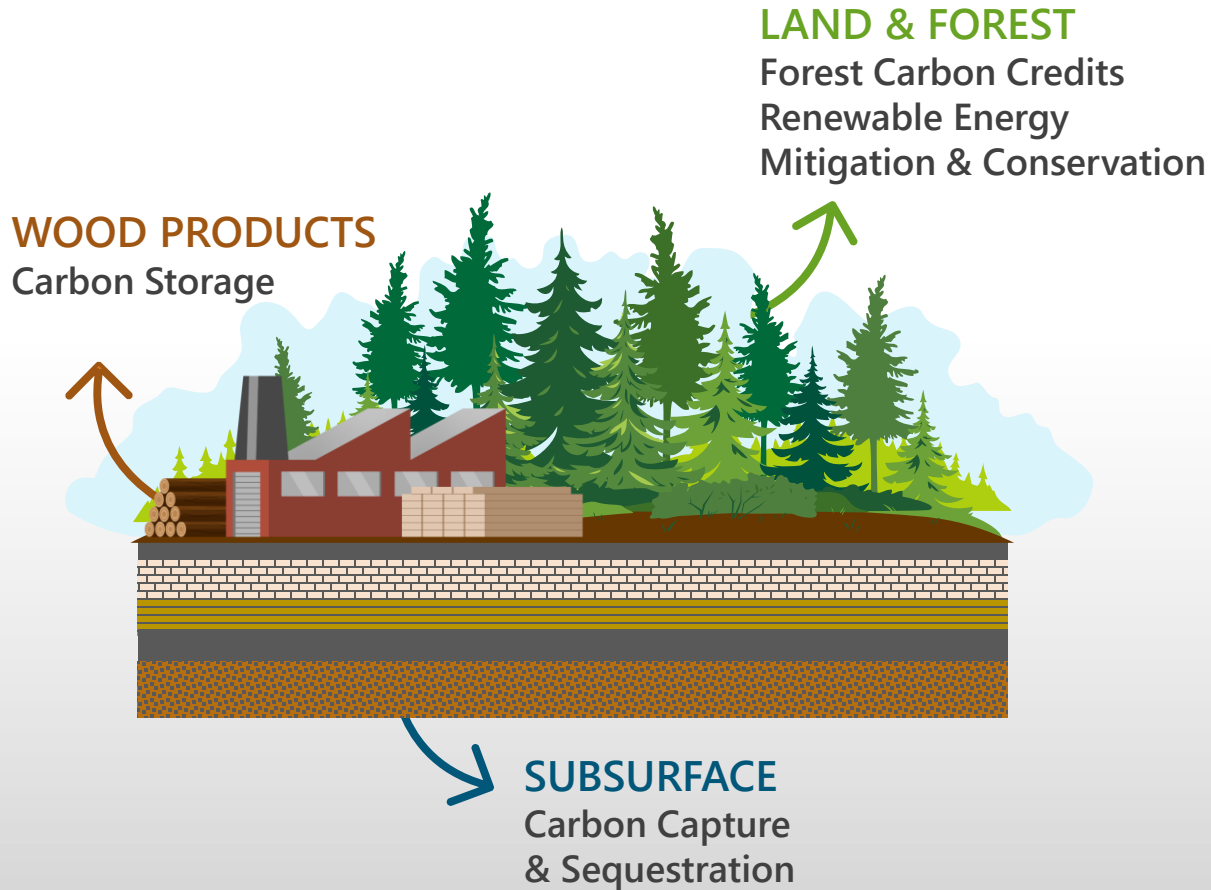 LAND & FOREST
Forest Carbon Credits
Renewable Energy
Mitigation & Conservation
WOOD PRODUCTS
Carbon Storage
SUBSURFACE
Carbon Capture
& Sequestration